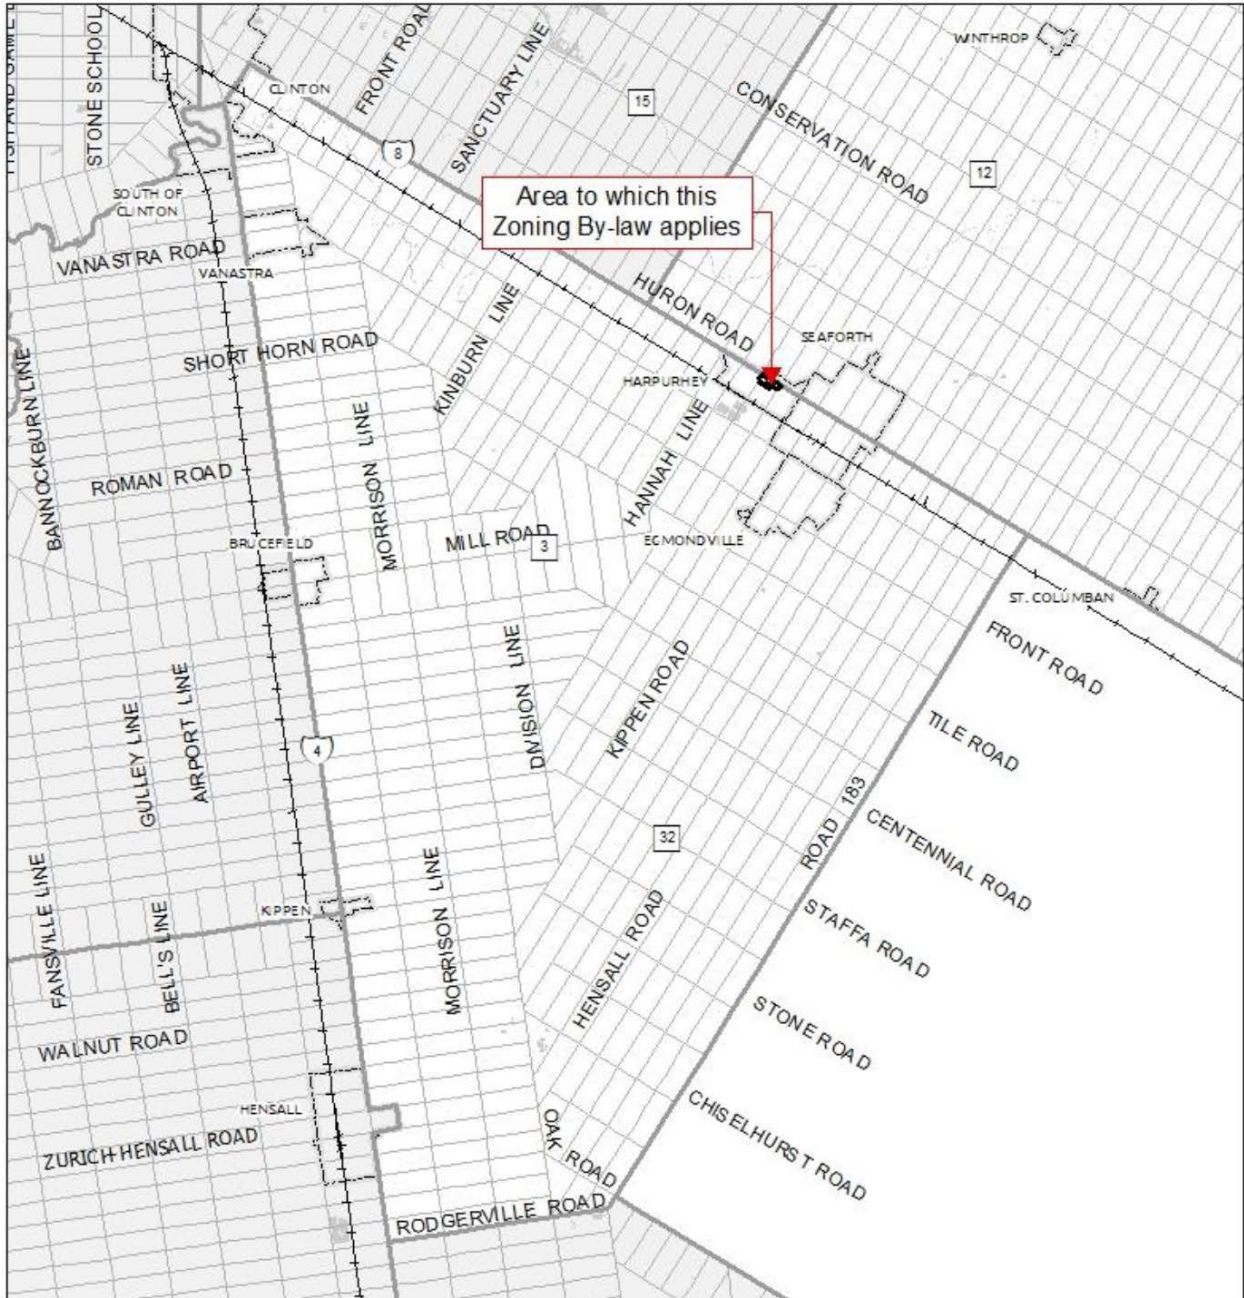 STONE SCHOOL
CLINTON
FRONT ROAD
SANCTUARY LINE
15
WINTHROP
CONSERVATION ROAD
12
8
Area to which this
Zoning By-law applies
SOUTH OF
CLINTON
VANASTRA ROAD
VANASTRA
HURON ROAD
SEAFORTH
SHORT HORN ROAD
KINBURN LINE
HARPURHEY
BANNOCKBURN LINE
ROMAN ROAD
MORRISON LINE
HANNAH LINE
BRUCEFIELD
MILL ROAD
3
EGMONDVILLE
ST. COLUMBAN
FRONT ROAD
GULLEY LINE
AIRPORT LINE
4
DIVISION LINE
KIPPEN ROAD
TILE ROAD
ROAD 183
32
CENTENNIAL ROAD
FANSVILLE LINE
BELL'S LINE
KIPPEN
MORRISON LINE
HENSALL ROAD
STAFFA ROAD
WALNUT ROAD
STONE ROAD
HENSALL
ZURICH-HENSALL ROAD
OAK ROAD
CHISELHURST ROAD
RODGERVILLE ROAD